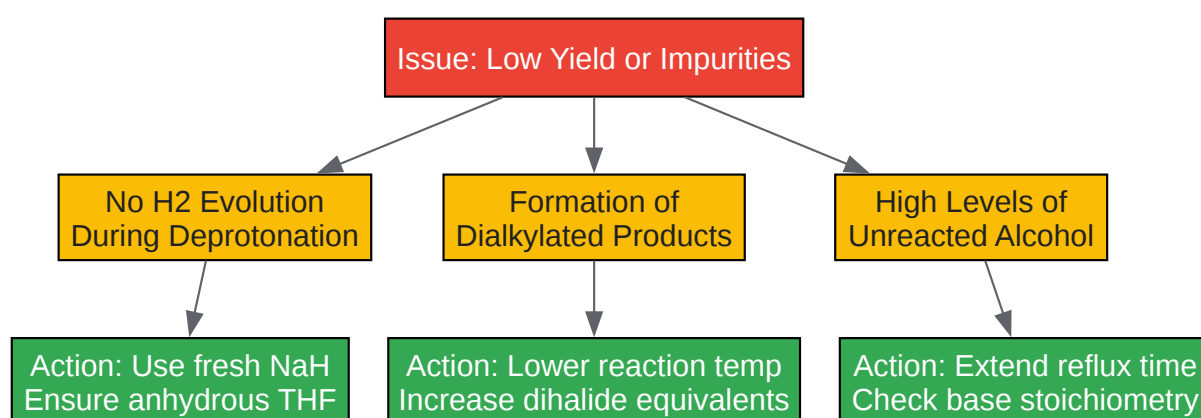 Issue: Low Yield or Impurities
No H2 Evolution
During Deprotonation
Formation of
Dialkylated Products
High Levels of
Unreacted Alcohol
Action: Use fresh NaH
Ensure anhydrous THF
Action: Lower reaction temp
Increase dihalide equivalents
Action: Extend reflux time
Check base stoichiometry